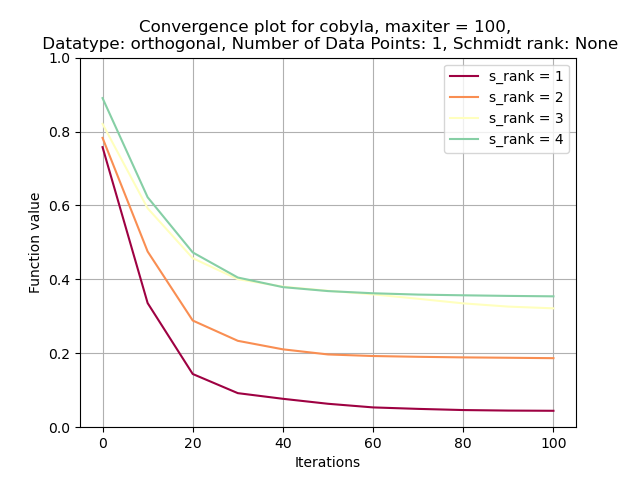 Convergence plot for cobyla, maxiter = 100,
Datatype: orthogonal, Number of Data Points: 1, Schmidt rank: None
1.0
0.8
0.6
0.4
0.2
0.0
Function value
s_rank = 1
s_rank = 2
s_rank = 3
s_rank = 4
0 20 40 60 80 100
Iterations